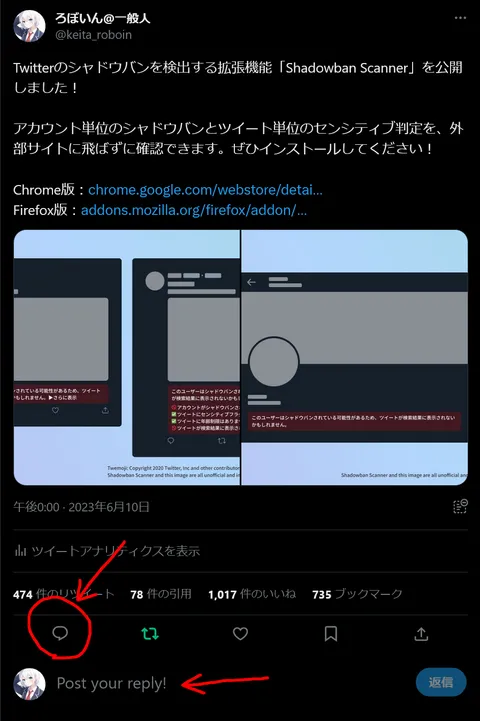 ろぼいん@一般人
@keita_roboin
Twitterのシャドウバンを検出する拡張機能「Shadowban Scanner」を公開
しました！
アカウント単位のシャドウバンとツイート単位のセンシティブ判定を、外
部サイトに飛ばずに確認できます。ぜひインストールしてください！
Chrome版：chrome.google.com/webstore/detai…
Firefox版：addons.mozilla.org/firefox/addon/…
されている可能性があるため、ツイート
かもしれません。▶さらに表示
このユーザーはシャドウバンされ
が検索結果に表示されないかもし
アカウントがシャドウバン
ツイートにセンシティブフラ
ツイートに年齢制限はありま
ツイートが検索結果に表示さ
Twemoji: Copyright 2020 Twitter, Inc and other contributor
Shadowban Scanner and this image are all unofficial and i
このユーザーはシャドウバンされている可能性があるため、ツイートが検索結果に表示されない
かもしれません。
Shadowban Scanner and this image are all unofficial an
午後0:00 · 2023年6月10日
ツイートアナリティクスを表示
474 件のリツイート 78 件の引用 1,017 件のいいね 735 ブックマーク
Post your reply!
返信